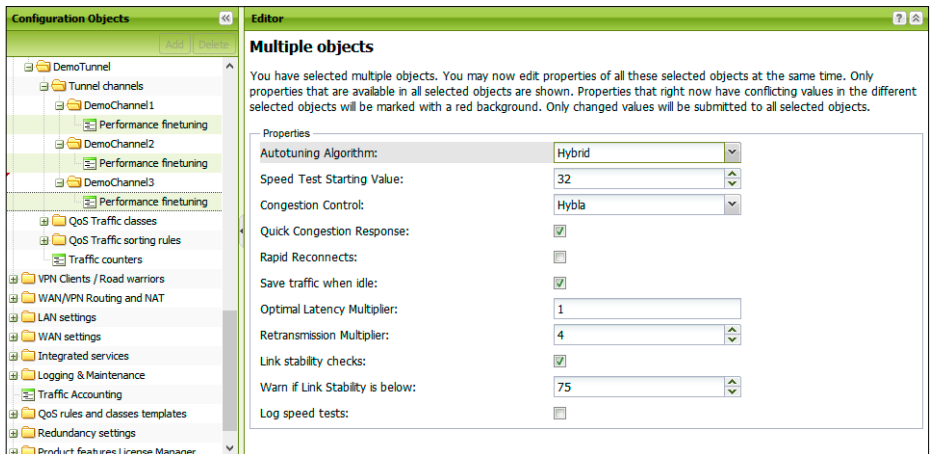 Configuration Objects
Add Delete
DemoTunnel
Tunnel channels
DemoChannel1
Performance finetuning
DemoChannel2
Performance finetuning
DemoChannel3
Performance finetuning
QoS Traffic classes
QoS Traffic sorting rules
Traffic counters
VPN Clients / Road warriors
WAN/VPN Routing and NAT
LAN settings
WAN settings
Integrated services
Logging & Maintenance
Traffic Accounting
QoS rules and classes templates
Redundancy settings
Product features License Manager
Editor
?
Multiple objects
You have selected multiple objects. You may now edit properties of all these selected objects at the same time. Only
properties that are available in all selected objects are shown. Properties that right now have conflicting values in the different
selected objects will be marked with a red background. Only changed values will be submitted to all selected objects.
Properties
Autotuning Algorithm: Hybrid
Speed Test Starting Value: 32
Congestion Control: Hybla
Quick Congestion Response:
Rapid Reconnects:
Save traffic when idle:
Optimal Latency Multiplier: 1
Retransmission Multiplier: 4
Link stability checks:
Warn if Link Stability is below: 75
Log speed tests: